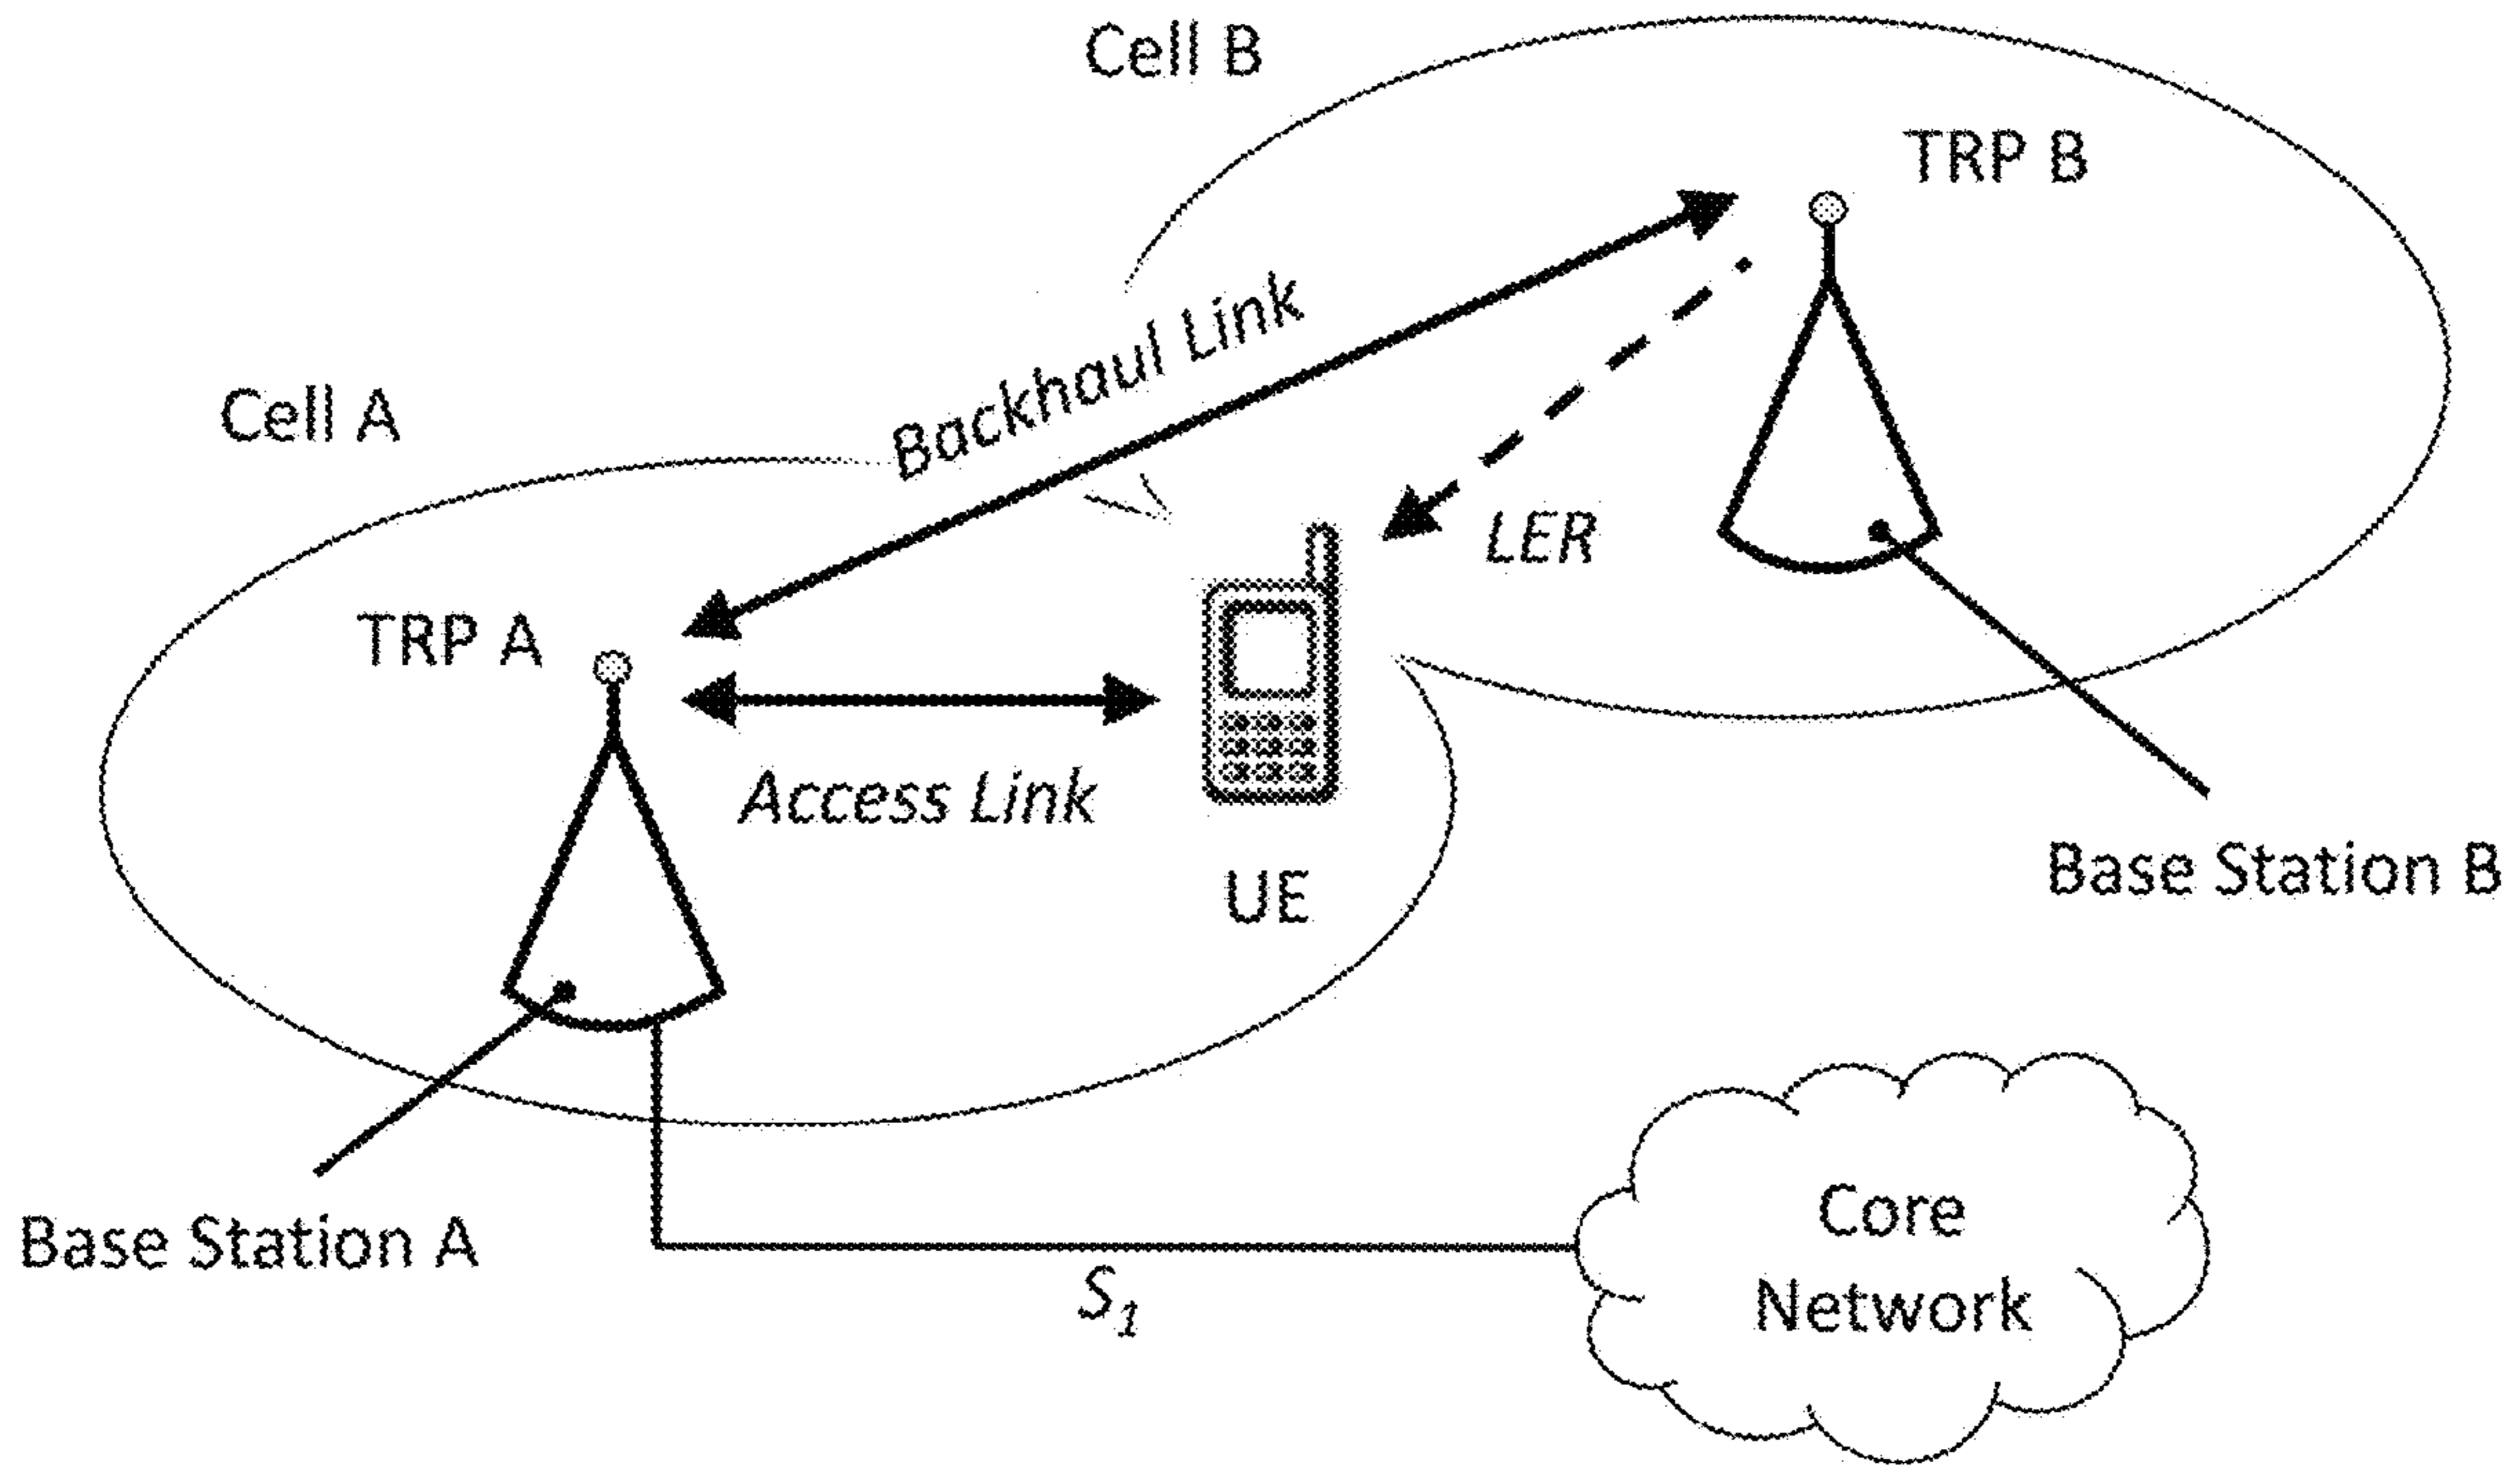 Cell B
TRP B
Backhaul Link
Cell A
LER
TRP A
Access Link
UE
Base Station B
Base Station A
S1
Core
Network